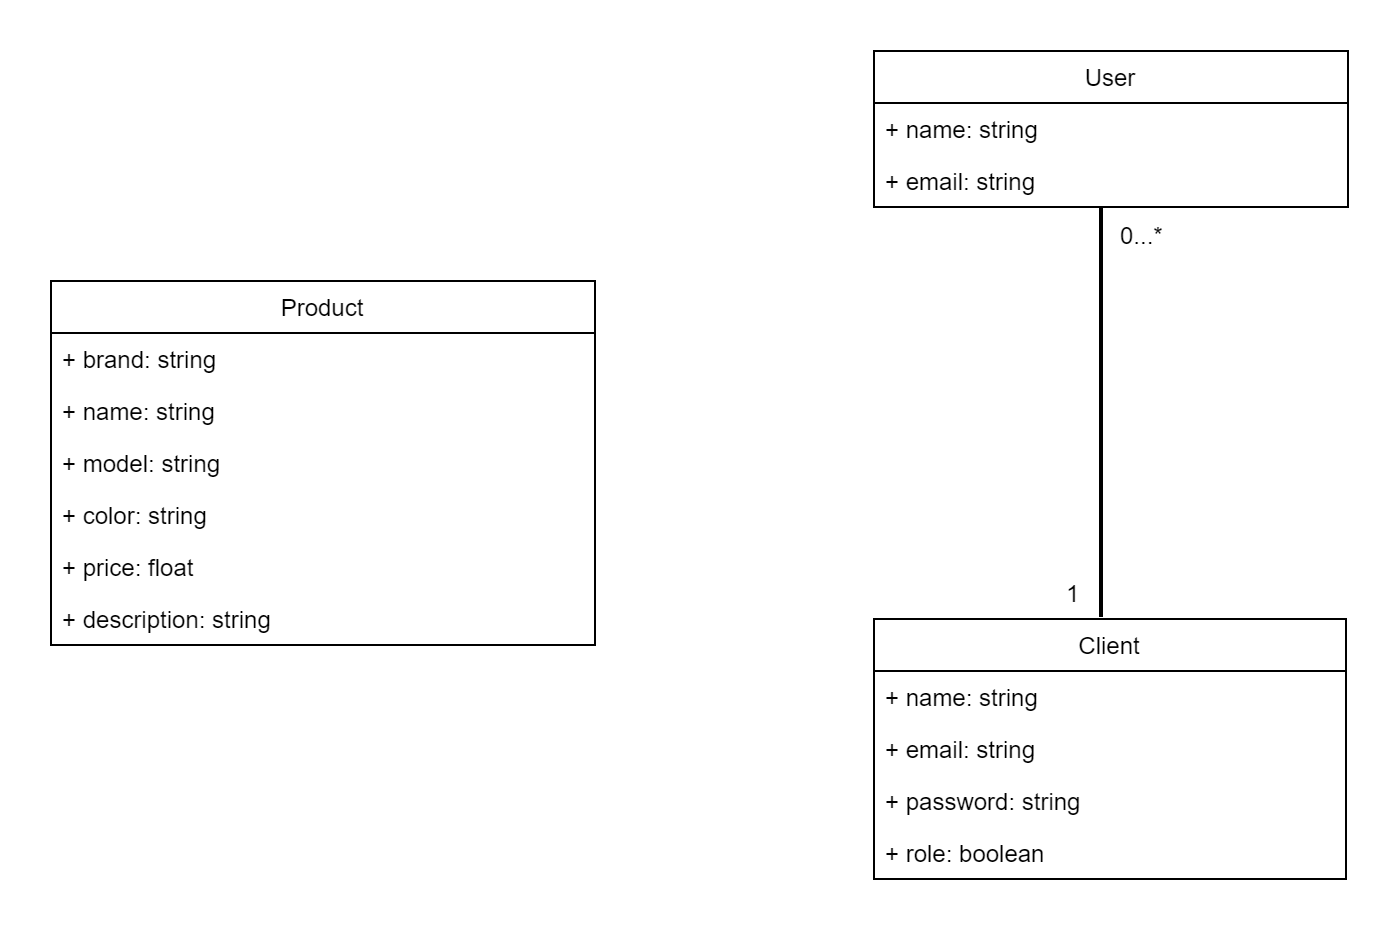 User
+ name: string
+ email: string
0...*
Product
+ brand: string
+ name: string
+ model: string
+ color: string
+ price: float
+ description: string
1
Client
+ name: string
+ email: string
+ password: string
+ role: boolean